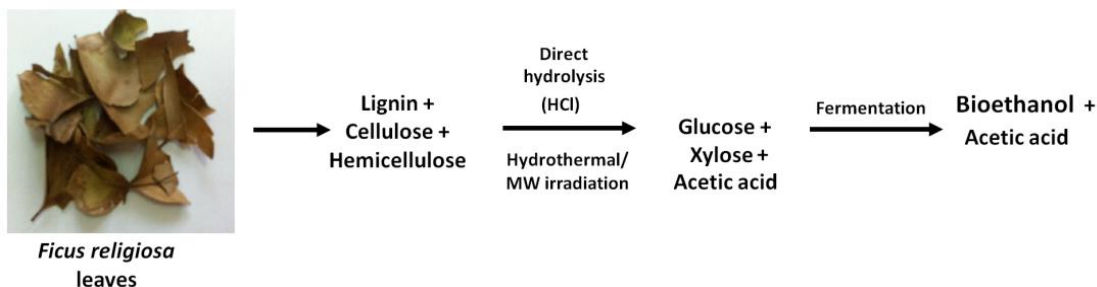 Ficus religiosa
leaves
Lignin +
Cellulose +
Hemicellulose
Direct
hydrolysis
(HCl)
Hydrothermal/
MW irradiation
Glucose +
Xylose +
Acetic acid
Fermentation
Bioethanol +
Acetic acid